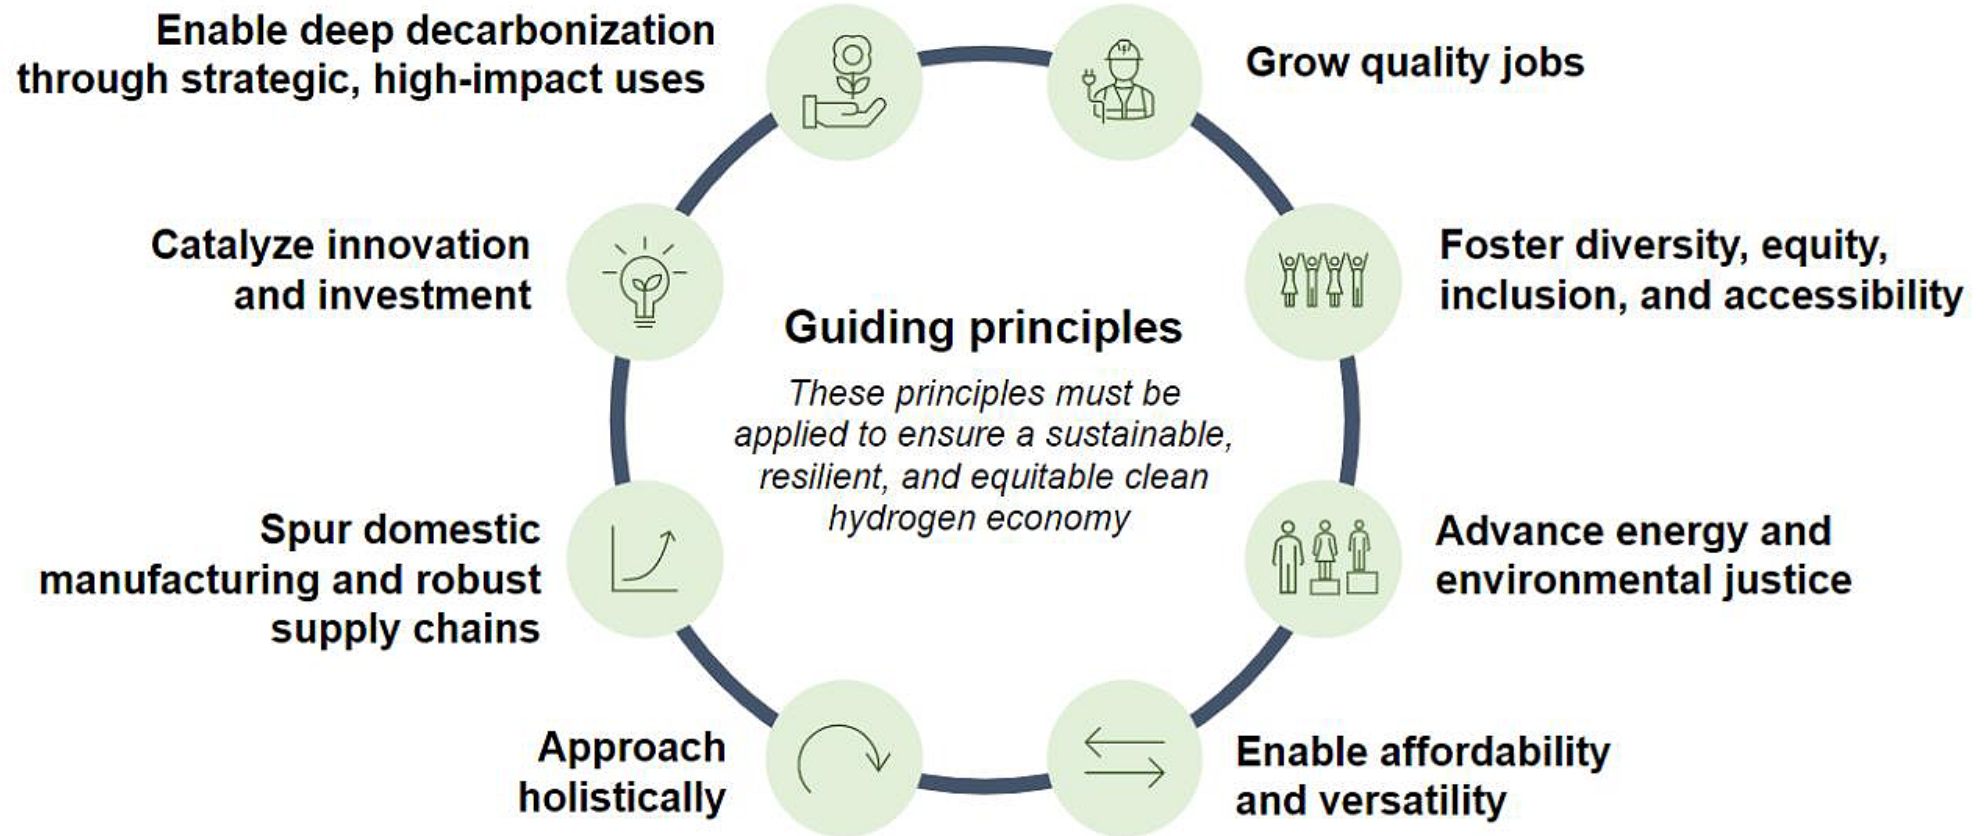 Enable deep decarbonization
through strategic, high-impact uses
Grow quality jobs
Catalyze innovation
and investment
Foster diversity, equity,
inclusion, and accessibility
Guiding principles
These principles must be
applied to ensure a sustainable,
resilient, and equitable clean
hydrogen economy
Spur domestic
manufacturing and robust
supply chains
Advance energy and
environmental justice
Approach
holistically
Enable affordability
and versatility